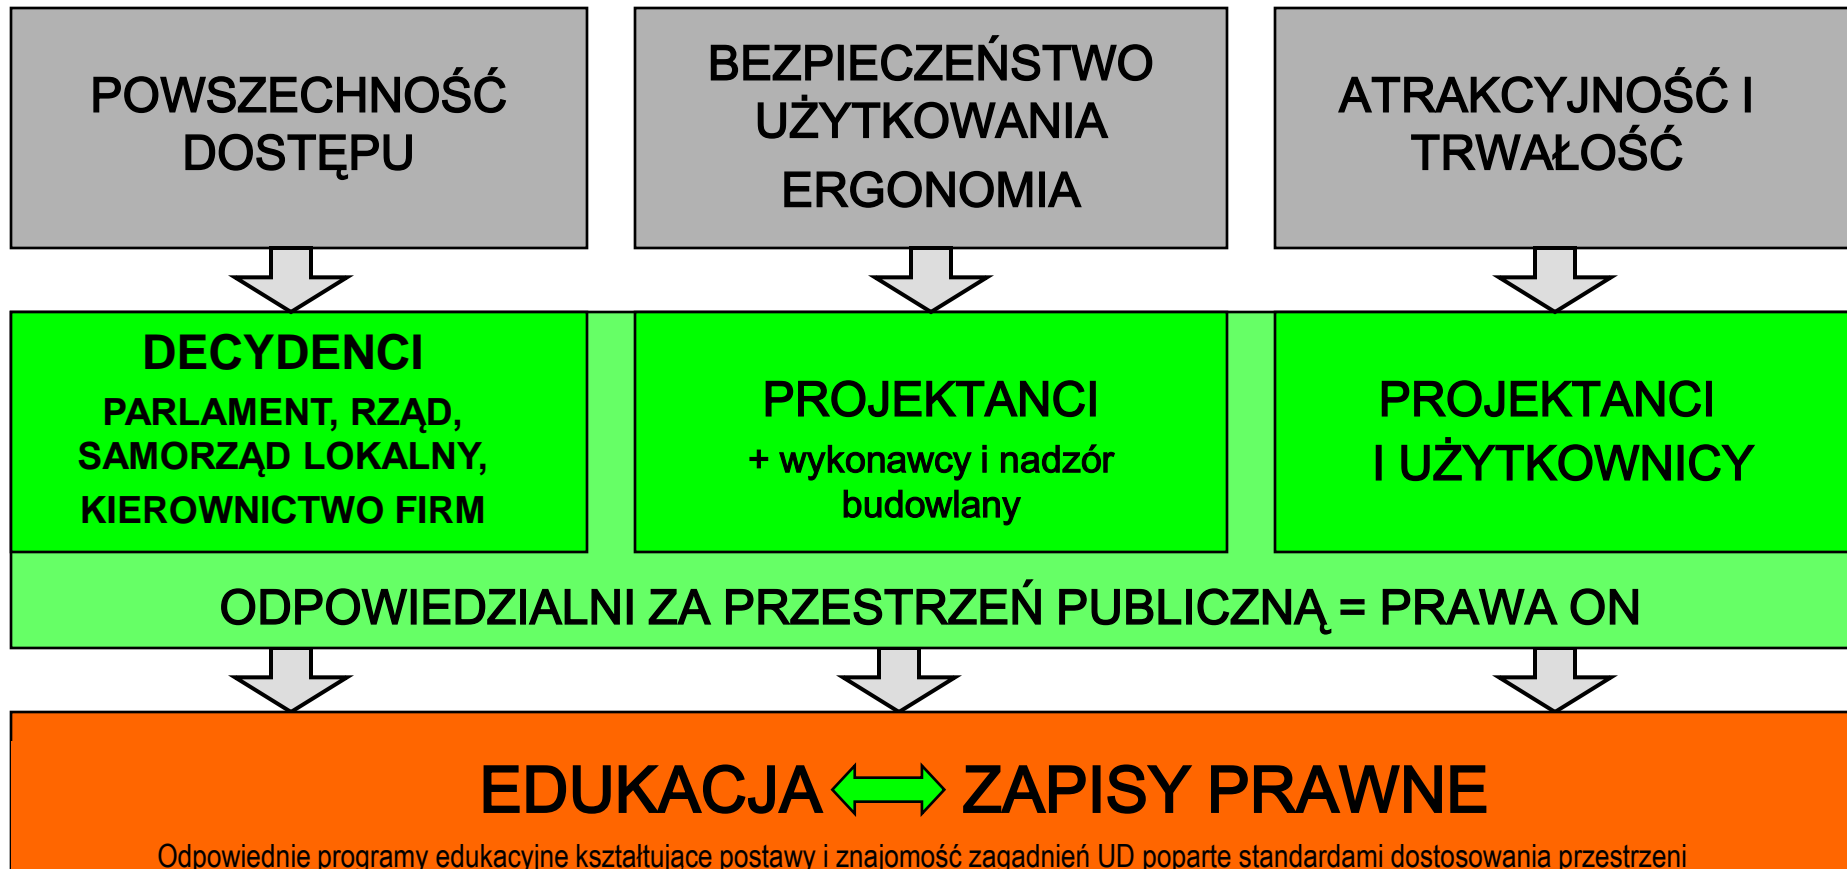 POWSZECHNOŚĆ
DOSTĘPU
BEZPIECZEŃSTWO
UŻYTKOWANIA
ERGONOMIA
ATRAKCYJNOŚĆ I
TRWAŁOŚĆ
DECYDENCI
PARLAMENT, RZĄD,
SAMORZĄD LOKALNY,
KIEROWNICTWO FIRM
PROJEKTANCI
+ wykonawcy i nadzór
budowlany
PROJEKTANCI
I UŻYTKOWNICY
ODPOWIEDZIALNI ZA PRZESTRZEŃ PUBLICZNĄ = PRAWA ON
EDUKACJA ZAPISY PRAWNE
Odpowiednie programy edukacyjne kształtujące postawy i znajomość zagadnień UD poparte standardami dostosowania przestrzeni